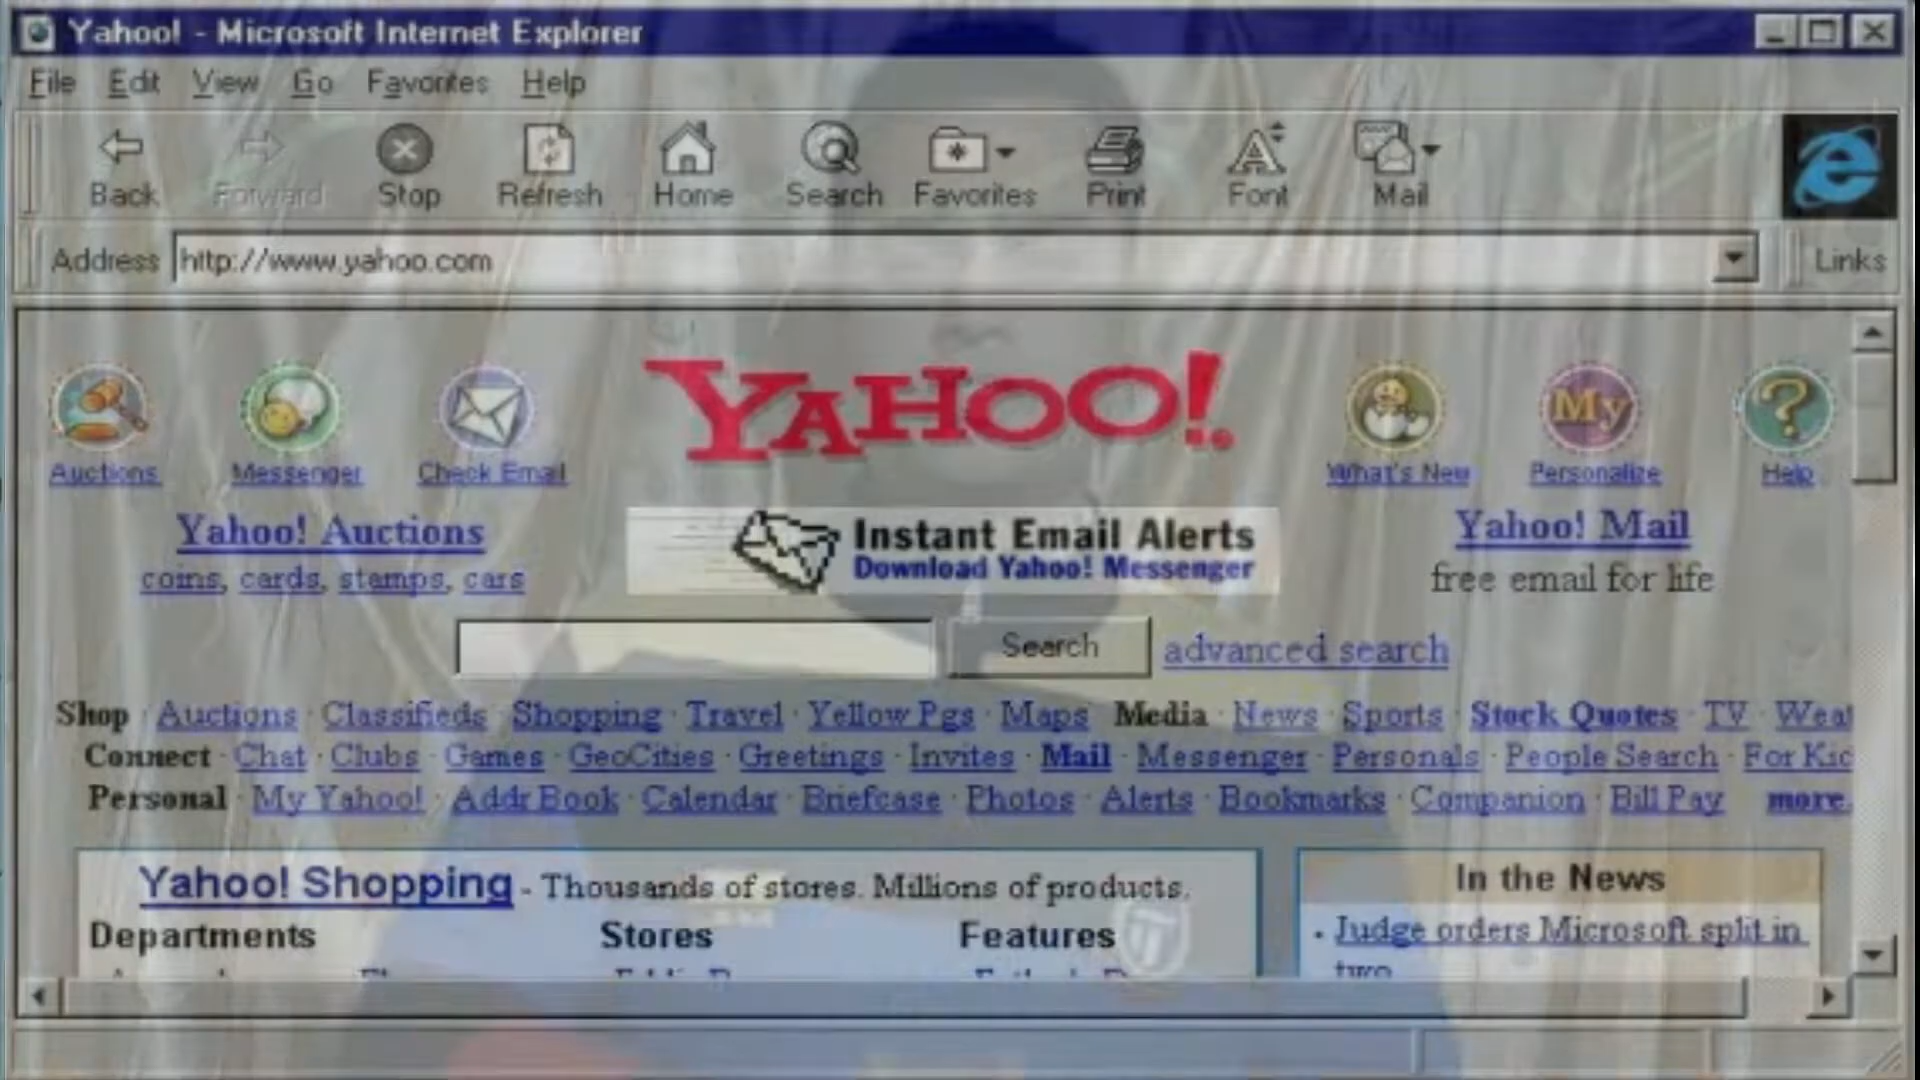 Yahoo! - Microsoft Internet Explorer
File Edit View Go Favorites Help
Back Forward Stop Refresh Home Search Favorites Print Font Mail
Address http://www.yahoo.com Links
YAHOO!
Auctions Messenger Check Email What's New Personalize Help
My
Yahoo! Auctions
coins, cards, stamps, cars
Instant Email Alerts
Download Yahoo! Messenger
Yahoo! Mail
free email for life
Search advanced search
Shop · Auctions · Classifieds · Shopping · Travel · Yellow Pgs · Maps Media · News · Sports · Stock Quotes · TV · Weat
Connect · Chat · Clubs · Games · GeoCities · Greetings · Invites · Mail · Messenger · Personals · People Search · For Kid
Personal · My Yahoo! · Addr Book · Calendar · Briefcase · Photos · Alerts · Bookmarks · Companion · Bill Pay more.
Yahoo! Shopping - Thousands of stores. Millions of products.
Departments Stores Features
In the News
· Judge orders Microsoft split in
two